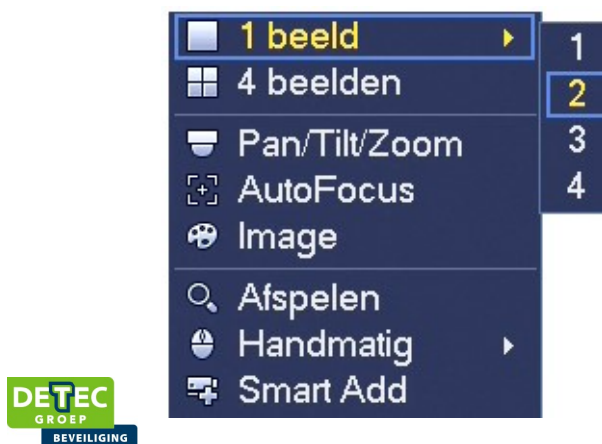 1 beeld
4 beelden
Pan/Tilt/Zoom
AutoFocus
Image
Afspelen
Handmatig
Smart Add
1
2
3
4
DETEC
GROEP
BEVEILIGING